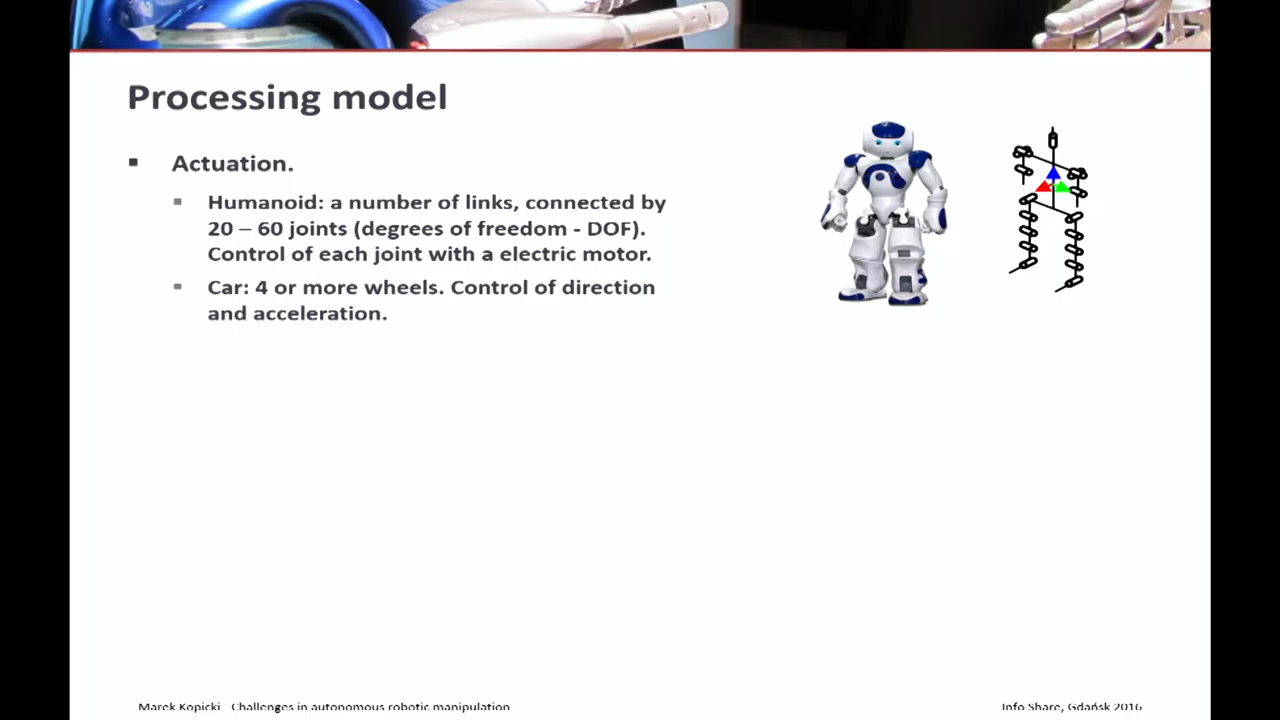 Processing model
Actuation.
Humanoid: a number of links, connected by
20 – 60 joints (degrees of freedom - DOF).
Control of each joint with a electric motor.
Car: 4 or more wheels. Control of direction
and acceleration.
Marek Kopicki Challenges in autonomous robotic manipulation
Info Share, Gdańsk 2016